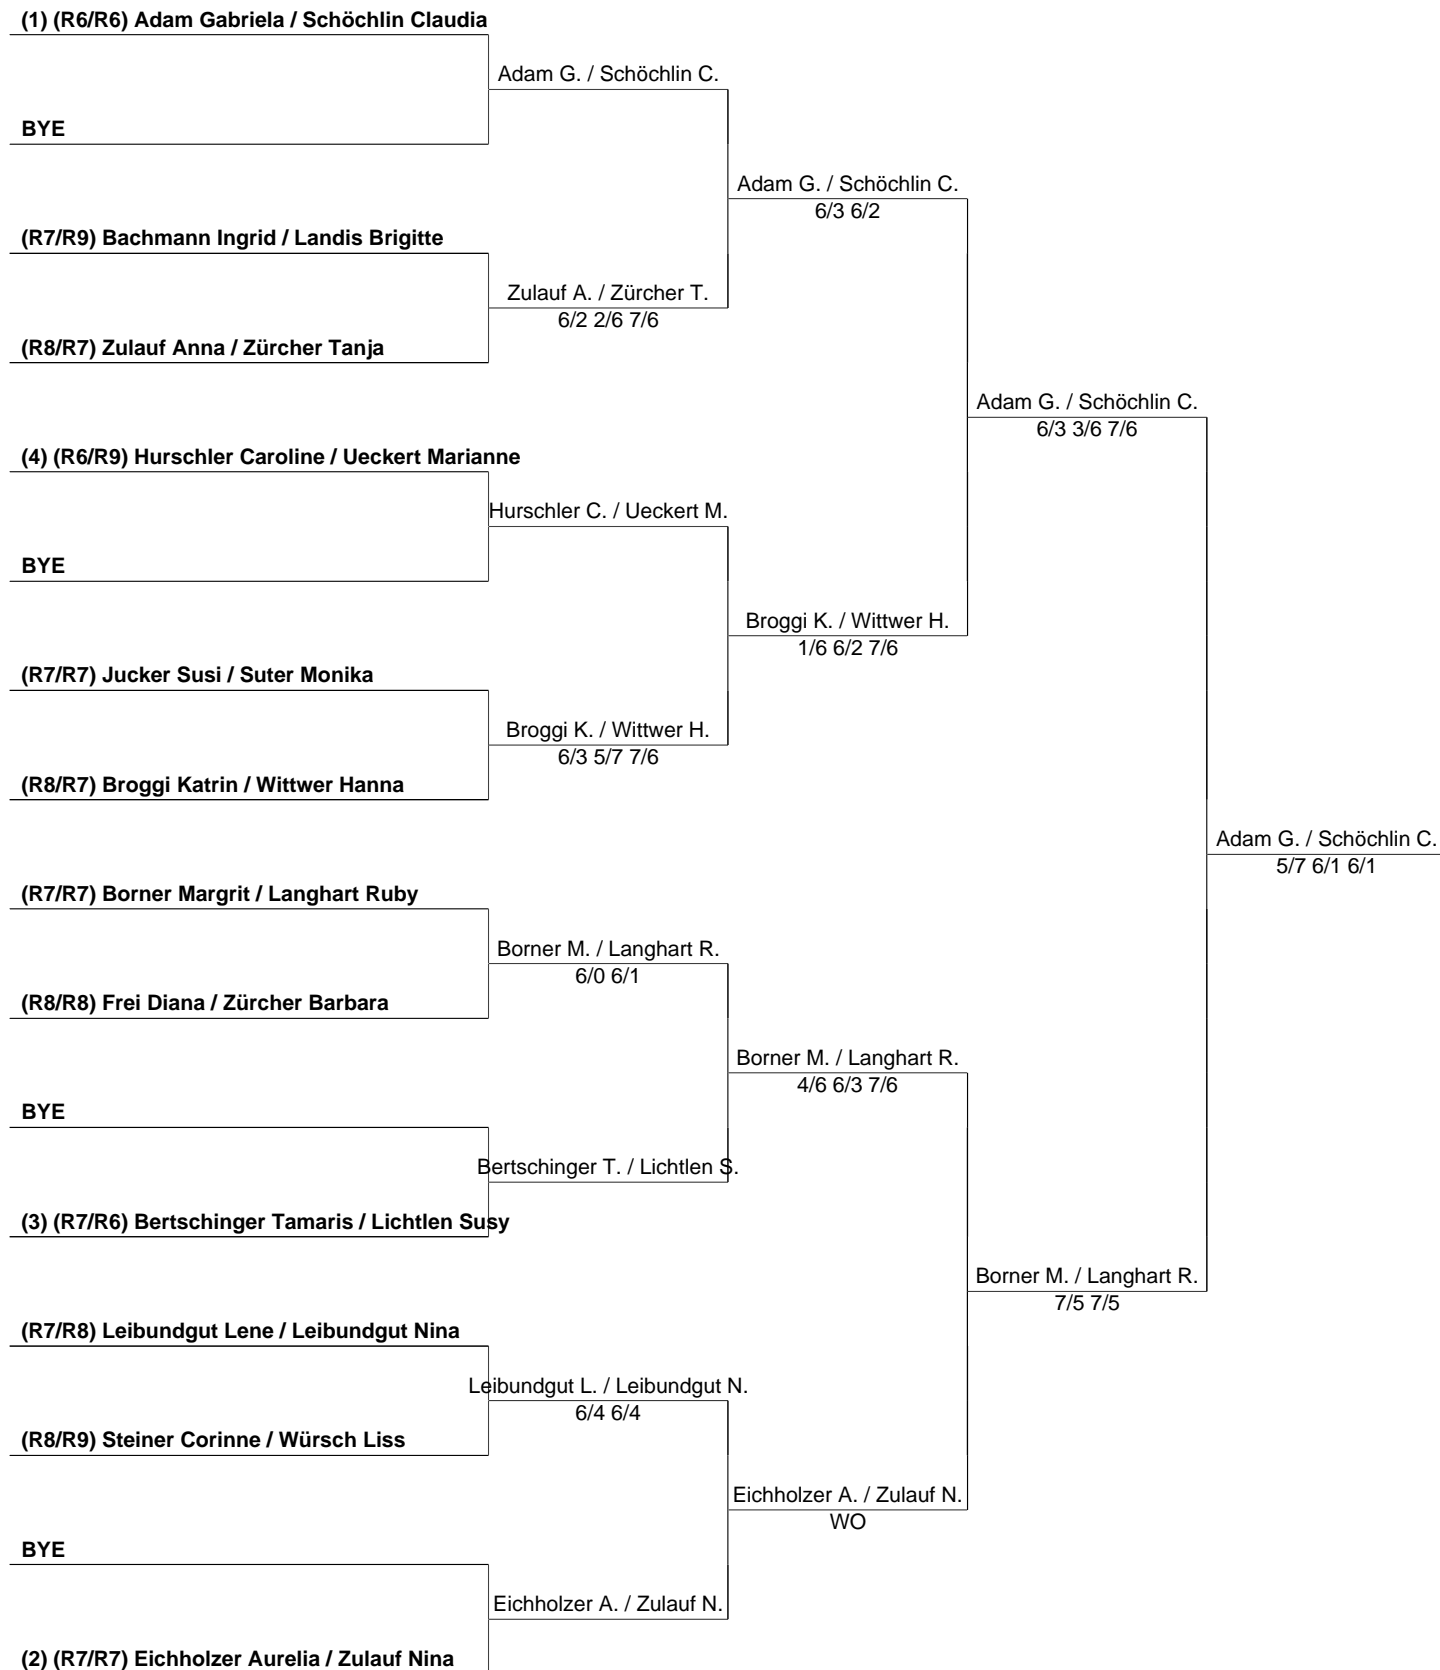 (1) (R6/R6) Adam Gabriela / Schöchlin Claudia
Adam G. / Schöchlin C.
BYE
Adam G. / Schöchlin C.
6/3 6/2
(R7/R9) Bachmann Ingrid / Landis Brigitte
Zulauf A. / Zürcher T.
6/2 2/6 7/6
(R8/R7) Zulauf Anna / Zürcher Tanja
Adam G. / Schöchlin C.
6/3 3/6 7/6
(4) (R6/R9) Hurschler Caroline / Ueckert Marianne
Hurschler C. / Ueckert M.
BYE
Broggi K. / Wittwer H.
1/6 6/2 7/6
(R7/R7) Jucker Susi / Suter Monika
Broggi K. / Wittwer H.
6/3 5/7 7/6
(R8/R7) Broggi Katrin / Wittwer Hanna
Adam G. / Schöchlin C.
5/7 6/1 6/1
(R7/R7) Borner Margrit / Langhart Ruby
Borner M. / Langhart R.
6/0 6/1
(R8/R8) Frei Diana / Zürcher Barbara
Borner M. / Langhart R.
4/6 6/3 7/6
BYE
Bertschinger T. / Lichtlen S.
(3) (R7/R6) Bertschinger Tamaris / Lichtlen Susy
Borner M. / Langhart R.
7/5 7/5
(R7/R8) Leibundgut Lene / Leibundgut Nina
Leibundgut L. / Leibundgut N.
6/4 6/4
(R8/R9) Steiner Corinne / Würsch Liss
Eichholzer A. / Zulauf N.
WO
BYE
Eichholzer A. / Zulauf N.
(2) (R7/R7) Eichholzer Aurelia / Zulauf Nina